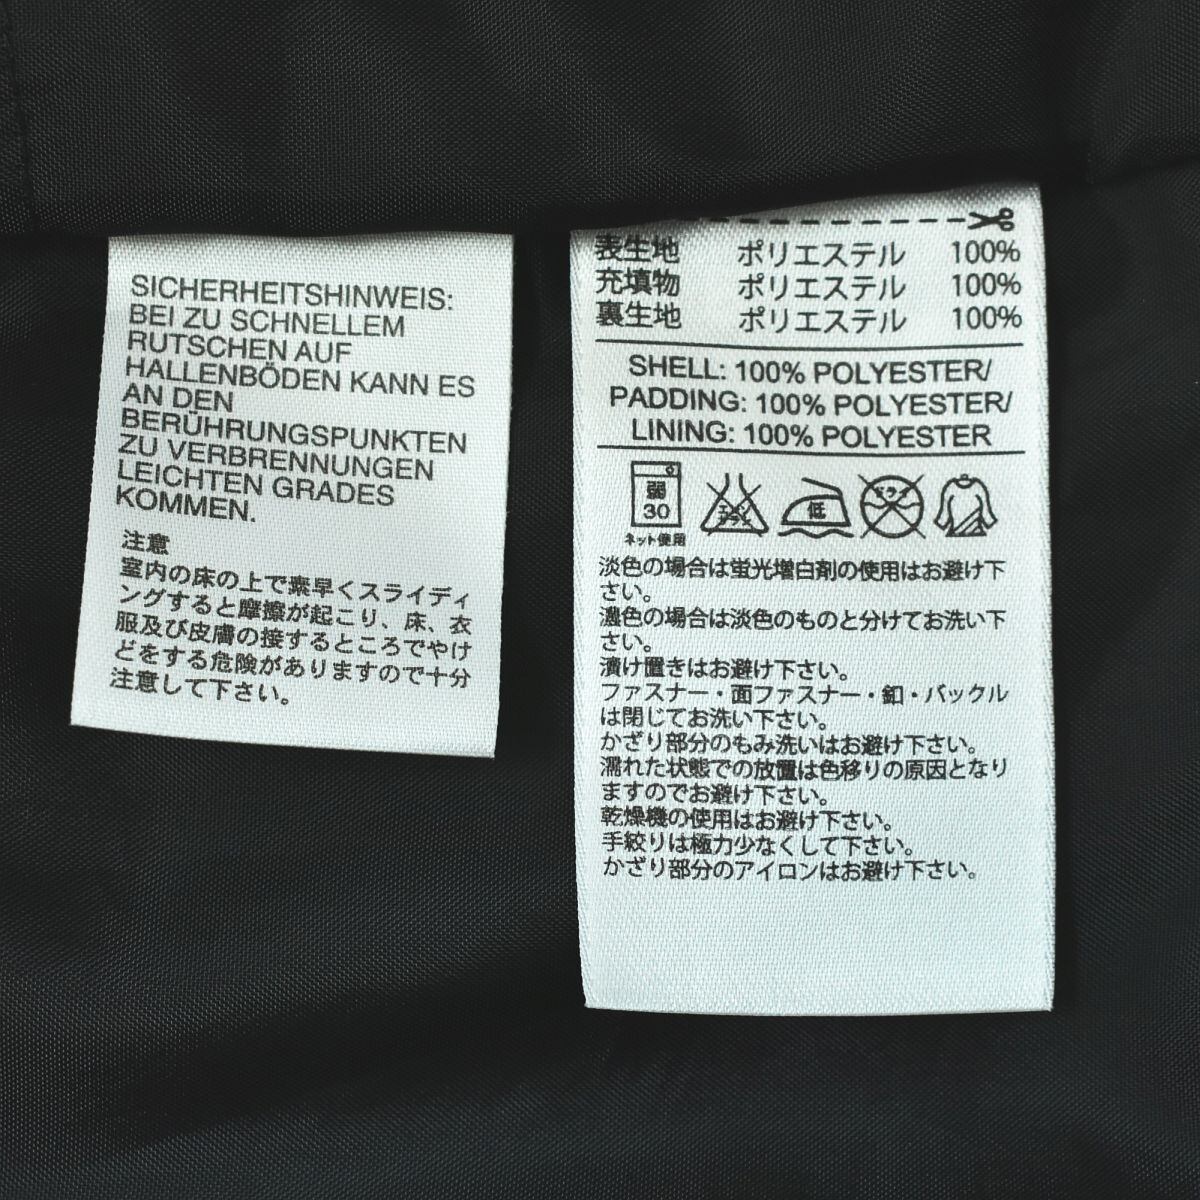 SICHERHEITSHINWEIS:
BEI ZU SCHNELLEM
RUTSCHEN AUF
HALLENBÖDEN KANN ES
AN DEN
BERÜHRUNGSPUNKTEN
ZU VERBRENNUNGEN
LEICHTEN GRADES
KOMMEN.
注意
室内の床の上で素早くスライディ
ングすると摩擦が起こり、床、衣
服及び皮膚の接するところでやけ
どをする危険がありますので十分
注意して下さい。
表生地 ポリエステル 100%
充填物 ポリエステル 100%
裏生地 ポリエステル 100%
SHELL: 100% POLYESTER/
PADDING: 100% POLYESTER/
LINING: 100% POLYESTER
弱
30
ネット使用
エンソ
サラシ
低
ドライ
淡色の場合は蛍光増白剤の使用はお避け下
さい。
濃色の場合は淡色のものと分けてお洗い下
さい。
漬け置きはお避け下さい。
ファスナー・面ファスナー・釦・バックル
は閉じてお洗い下さい。
かざり部分のもみ洗いはお避け下さい。
濡れた状態での放置は色移りの原因となり
ますのでお避け下さい。
乾燥機の使用はお避け下さい。
手絞りは極力少なくして下さい。
かざり部分のアイロンはお避け下さい。